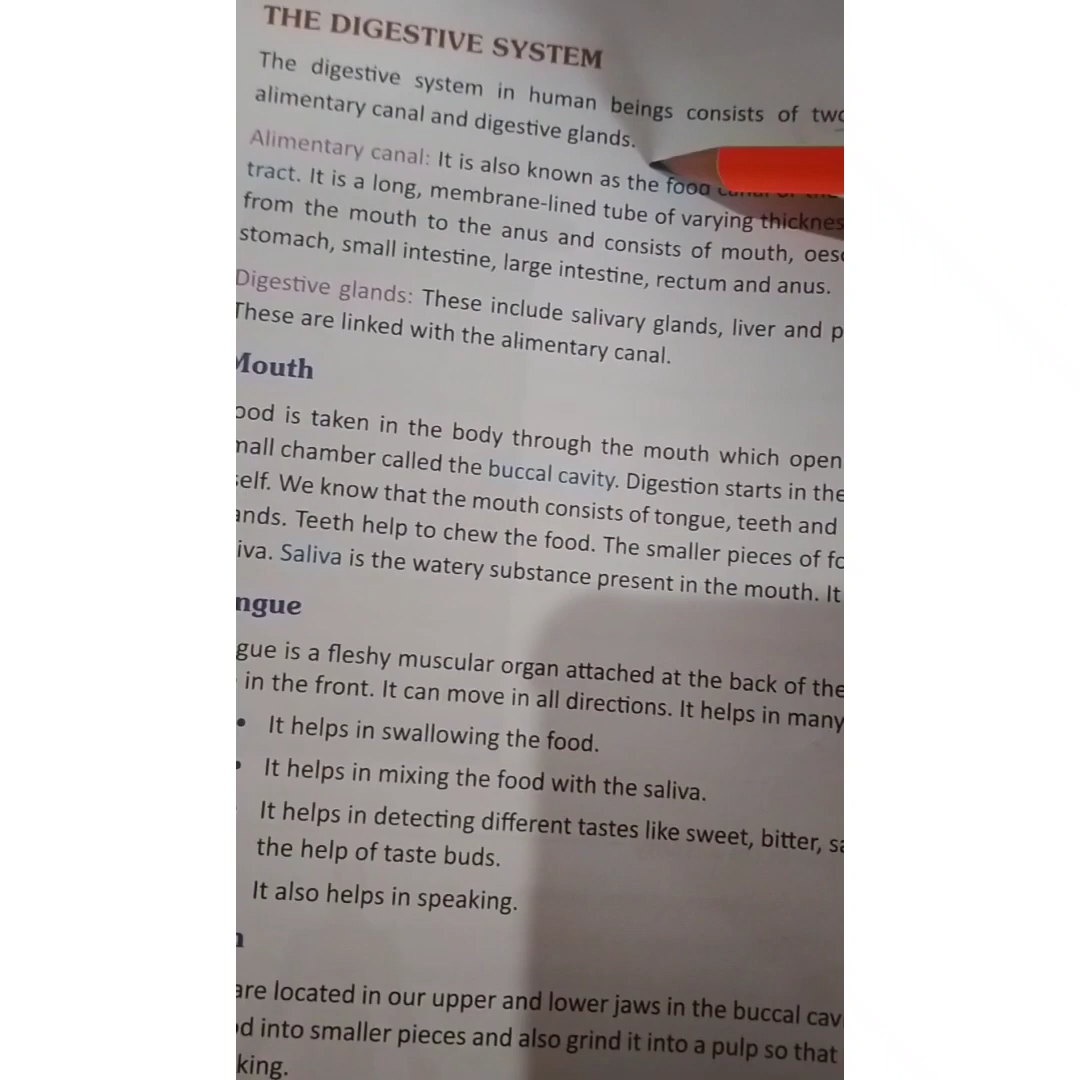 THE DIGESTIVE SYSTEM
The digestive system in human beings consists of two
alimentary canal and digestive glands.
Alimentary canal: It is also known as the food
tract. It is a long, membrane-lined tube of varying thicknes
from the mouth to the anus and consists of mouth, oeso
stomach, small intestine, large intestine, rectum and anus.
Digestive glands: These include salivary glands, liver and p
These are linked with the alimentary canal.
Mouth
ood is taken in the body through the mouth which open
mall chamber called the buccal cavity. Digestion starts in the
self. We know that the mouth consists of tongue, teeth and
ands. Teeth help to chew the food. The smaller pieces of fo
iva. Saliva is the watery substance present in the mouth. It
ngue
gue is a fleshy muscular organ attached at the back of the
in the front. It can move in all directions. It helps in many
• It helps in swallowing the food.
• It helps in mixing the food with the saliva.
It helps in detecting different tastes like sweet, bitter, sa
the help of taste buds.
It also helps in speaking.
are located in our upper and lower jaws in the buccal cav
d into smaller pieces and also grind it into a pulp so that
king.